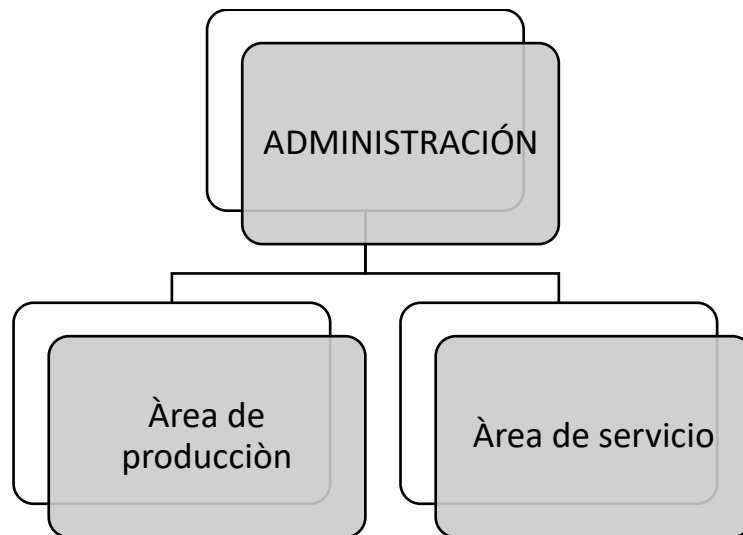 ADMINISTRACIÓN
Àrea de
producciòn
Àrea de servicio